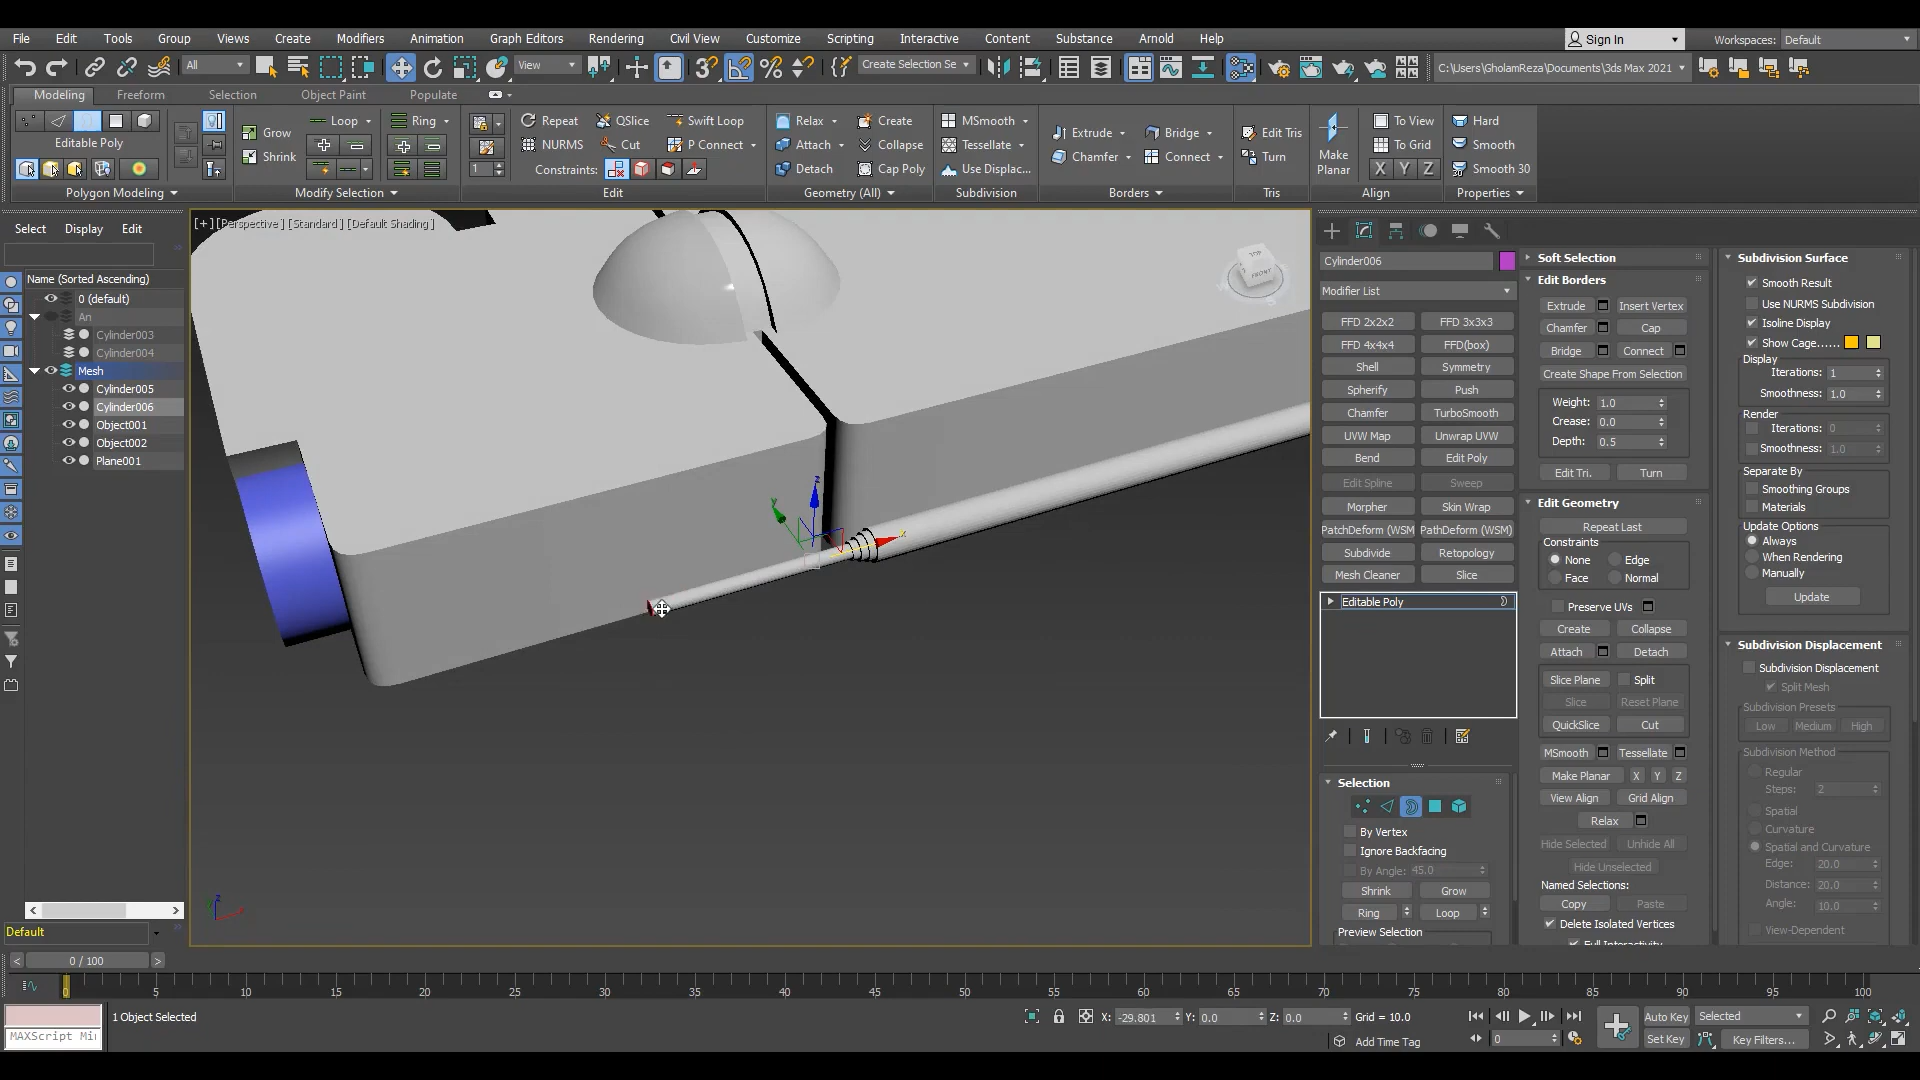 File Edit Tools Group Views Create Modifiers Animation Graph Editors Rendering Civil View Customize Scripting Interactive Content Substance Arnold Help Sign In Workspaces: Default
All View Create Selection Se C:\Users\GholamReza\Documents\3ds Max 2021
Modeling Freeform Selection Object Paint Populate
Editable Poly
Polygon Modeling
Grow
Shrink
Loop Ring
Modify Selection
1
Repeat QSlice Swift Loop
NURMS Cut P Connect
Constraints:
Edit
Relax Create
Attach Collapse
Detach Cap Poly
Geometry (All)
MSmooth
Tessellate
Use Displac...
Subdivision
Extrude Bridge
Chamfer Connect
Borders
Edit Tris
Turn
Tris
Make
Planar
To View
To Grid
X Y Z
Align
Hard
Smooth
Smooth 30
Properties
Select Display Edit
Name (Sorted Ascending)
0 (default)
An
Cylinder003
Cylinder004
Mesh
Cylinder005
Cylinder006
Object001
Object002
Plane001
Default
[+] [Perspective ] [Standard ] [Default Shading ]
TOP
FRONT
z
y
x
z
Cylinder006
Modifier List
FFD 2x2x2 FFD 3x3x3
FFD 4x4x4 FFD(box)
Shell Symmetry
Spherify Push
Chamfer TurboSmooth
UVW Map Unwrap UVW
Bend Edit Poly
Edit Spline Sweep
Morpher Skin Wrap
PatchDeform (WSM PathDeform (WSM)
Subdivide Retopology
Mesh Cleaner Slice
Editable Poly
Selection
By Vertex
Ignore Backfacing
By Angle: 45.0
Shrink Grow
Ring Loop
Preview Selection
Soft Selection
Edit Borders
Extrude Insert Vertex
Chamfer Cap
Bridge Connect
Create Shape From Selection
Weight: 1.0
Crease: 0.0
Depth: 0.5
Edit Tri. Turn
Edit Geometry
Repeat Last
Constraints
None Edge
Face Normal
Preserve UVs
Create Collapse
Attach Detach
Slice Plane Split
Slice Reset Plane
QuickSlice Cut
MSmooth Tessellate
Make Planar X Y Z
View Align Grid Align
Relax
Hide Selected Unhide All
Hide Unselected
Named Selections:
Copy Paste
Delete Isolated Vertices
Full Interactivity
Subdivision Surface
Smooth Result
Use NURMS Subdivision
Isoline Display
Show Cage......
Display
Iterations: 1
Smoothness: 1.0
Render
Iterations: 0
Smoothness: 1.0
Separate By
Smoothing Groups
Materials
Update Options
Always
When Rendering
Manually
Update
Subdivision Displacement
Subdivision Displacement
Split Mesh
Subdivision Presets
Low Medium High
Subdivision Method
Regular
Steps: 2
Spatial
Curvature
Spatial and Curvature
Edge: 20.0
Distance: 20.0
Angle: 10.0
View-Dependent
0 / 100
0 5 10 15 20 25 30 35 40 45 50 55 60 65 70 75 80 85 90 95 100
1 Object Selected X: -29.801 Y: 0.0 Z: 0.0 Grid = 10.0 Auto Key Selected
MAXScript Mi Add Time Tag 0 Set Key Key Filters...